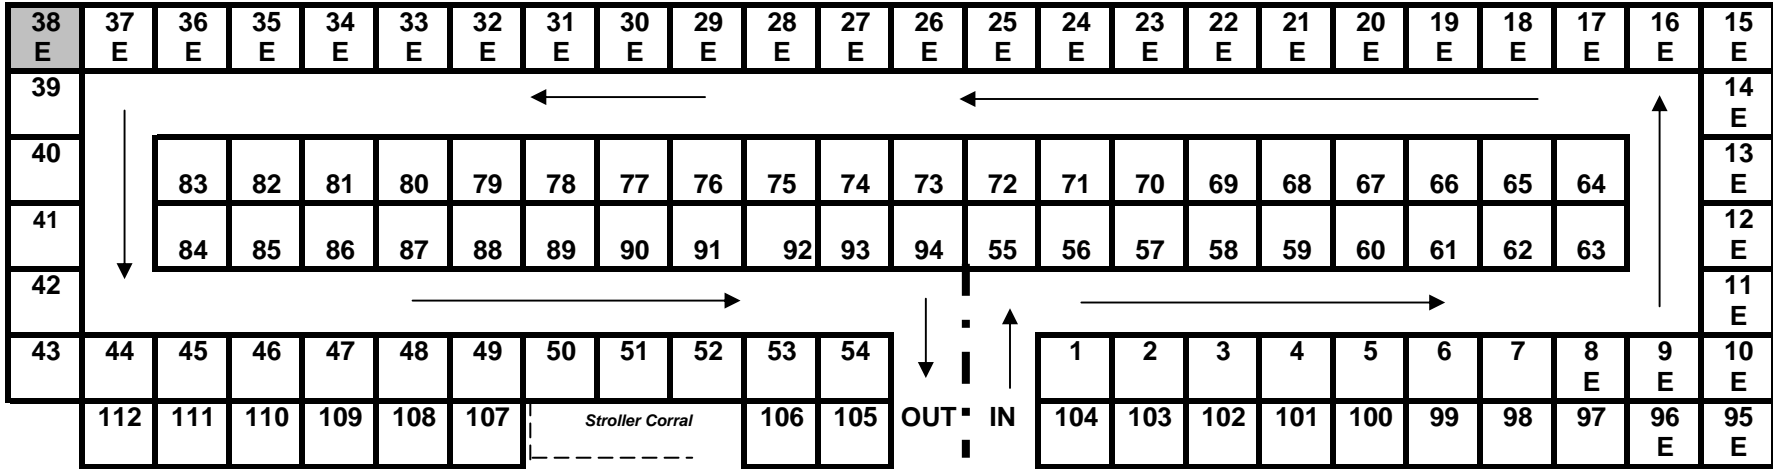 38 37 36 35 34 33 32 31 30 29 28 27 26 25 24 23 22 21 20 19 18 17 16 15
E E E E E E E E E E E E E E E E E E E E E E E E
39 14
E
40 13
E
83 82 81 80 79 78 77 76 75 74 73 72 71 70 69 68 67 66 65 64
41 12
E
84 85 86 87 88 89 90 91 92 93 94 55 56 57 58 59 60 61 62 63
42 11
E
43 44 45 46 47 48 49 50 51 52 53 54 1 2 3 4 5 6 7 8 9 10
E E E
112 111 110 109 108 107 Stroller Corral 106 105 OUT IN 104 103 102 101 100 99 98 97 96 95
E E